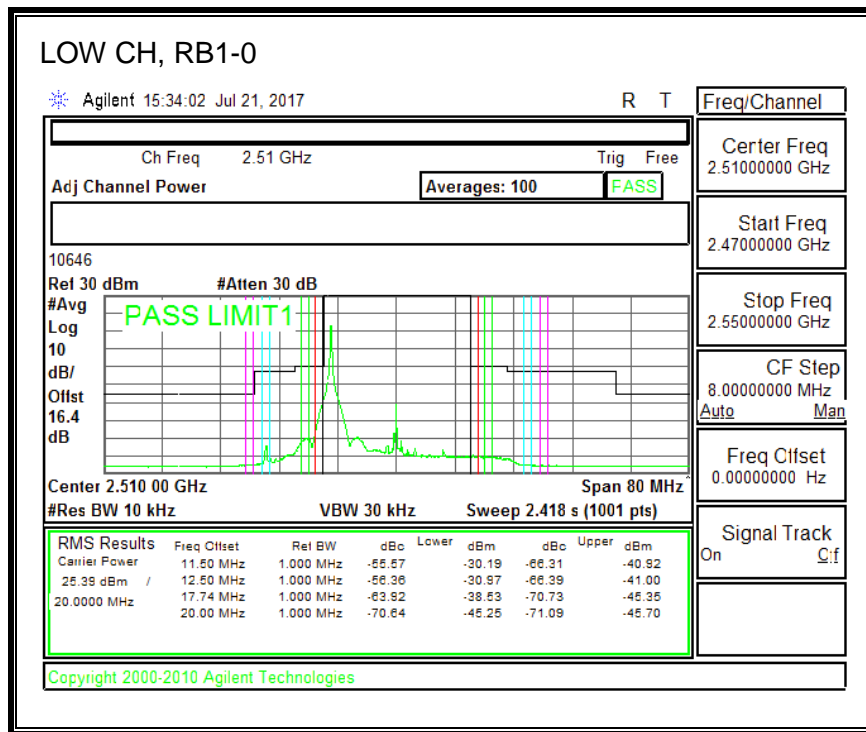 LOW CH, RB1-0
Agilent 15:34:02 Jul 21, 2017 R T
Freq/Channel
Ch Freq 2.51 GHz Trig Free
Adj Channel Power Averages: 100 PASS
10646
Ref 30 dBm #Atten 30 dB
#Avg
Log
10
dB/
Offst
16.4
dB
PASS LIMIT1
Center 2.510 00 GHz Span 80 MHz
#Res BW 10 kHz VBW 30 kHz Sweep 2.418 s (1001 pts)
RMS Results Freq Offset Ref BW dBc Lower dBm dBc Upper dBm
Carrier Power 11.50 MHz 1.000 MHz -55.57 -30.19 -66.31 -40.92
25.39 dBm / 12.50 MHz 1.000 MHz -56.36 -30.97 -66.39 -41.00
20.0000 MHz 17.74 MHz 1.000 MHz -63.92 -38.53 -70.73 -45.35
20.00 MHz 1.000 MHz -70.64 -45.25 -71.09 -45.70
Copyright 2000-2010 Agilent Technologies
Center Freq
2.51000000 GHz
Start Freq
2.47000000 GHz
Stop Freq
2.55000000 GHz
CF Step
8.00000000 MHz
Auto Man
Freq Offset
0.00000000 Hz
Signal Track
On Off